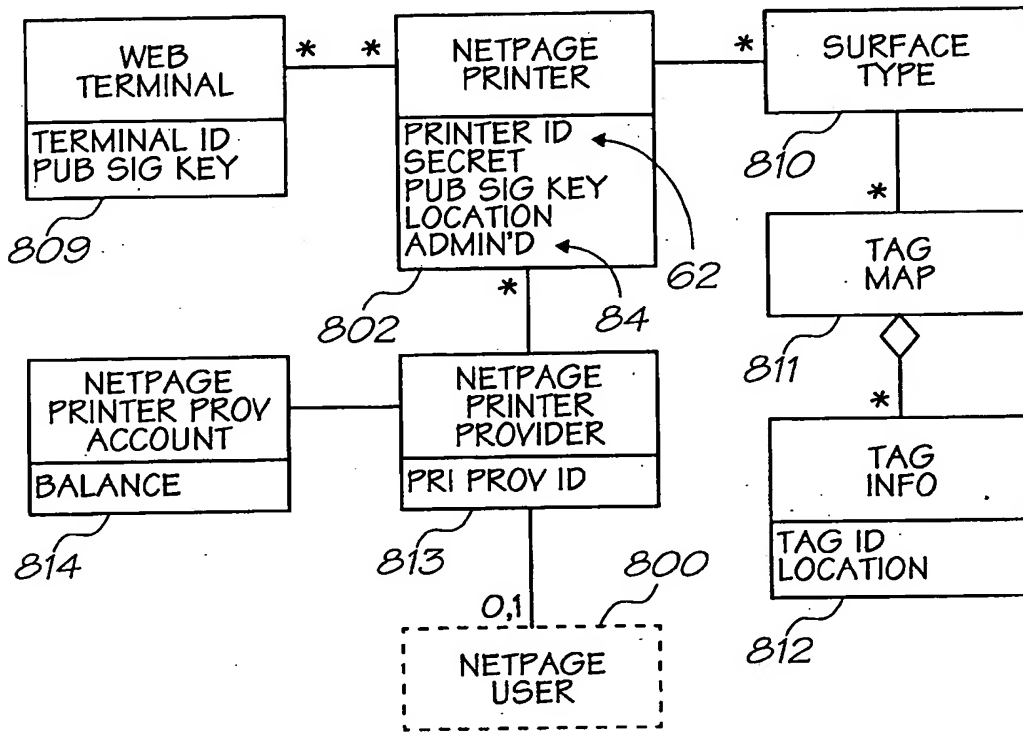 WEB
TERMINAL
TERMINAL ID
PUB SIG KEY
809
*
*
NETPAGE
PRINTER
PRINTER ID
SECRET
PUB SIG KEY
LOCATION
ADMIN'D
802
62
84
*
*
SURFACE
TYPE
810
*
TAG
MAP
811
*
TAG
INFO
TAG ID
LOCATION
812
NETPAGE
PRINTER PROV
ACCOUNT
BALANCE
814
NETPAGE
PRINTER
PROVIDER
PRI PROV ID
813
0,1
800
NETPAGE
USER